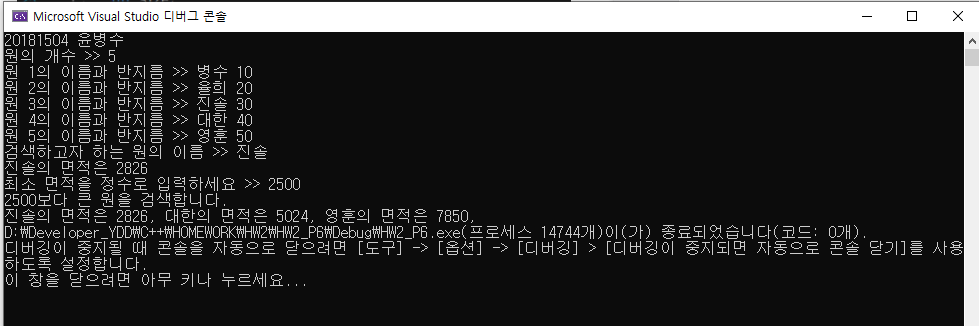 Microsoft Visual Studio 디버그 콘솔
20181504 윤병수
원의 개수 >> 5
원 1의 이름과 반지름 >> 병수 10
원 2의 이름과 반지름 >> 율희 20
원 3의 이름과 반지름 >> 진솔 30
원 4의 이름과 반지름 >> 대한 40
원 5의 이름과 반지름 >> 영훈 50
검색하고자 하는 원의 이름 >> 진솔
진솔의 면적은 2826
최소 면적을 정수로 입력하세요 >> 2500
2500보다 큰 원을 검색합니다.
진솔의 면적은 2826, 대한의 면적은 5024, 영훈의 면적은 7850,
D:₩Developer_YDD₩C++₩HOMEWORK₩HW2₩HW2_P6₩Debug₩HW2_P6.exe(프로세스 14744개)이(가) 종료되었습니다(코드: 0개).
디버깅이 중지될 때 콘솔을 자동으로 닫으려면 [도구] -> [옵션] -> [디버깅] > [디버깅이 중지되면 자동으로 콘솔 닫기]를 사용
하도록 설정합니다.
이 창을 닫으려면 아무 키나 누르세요...